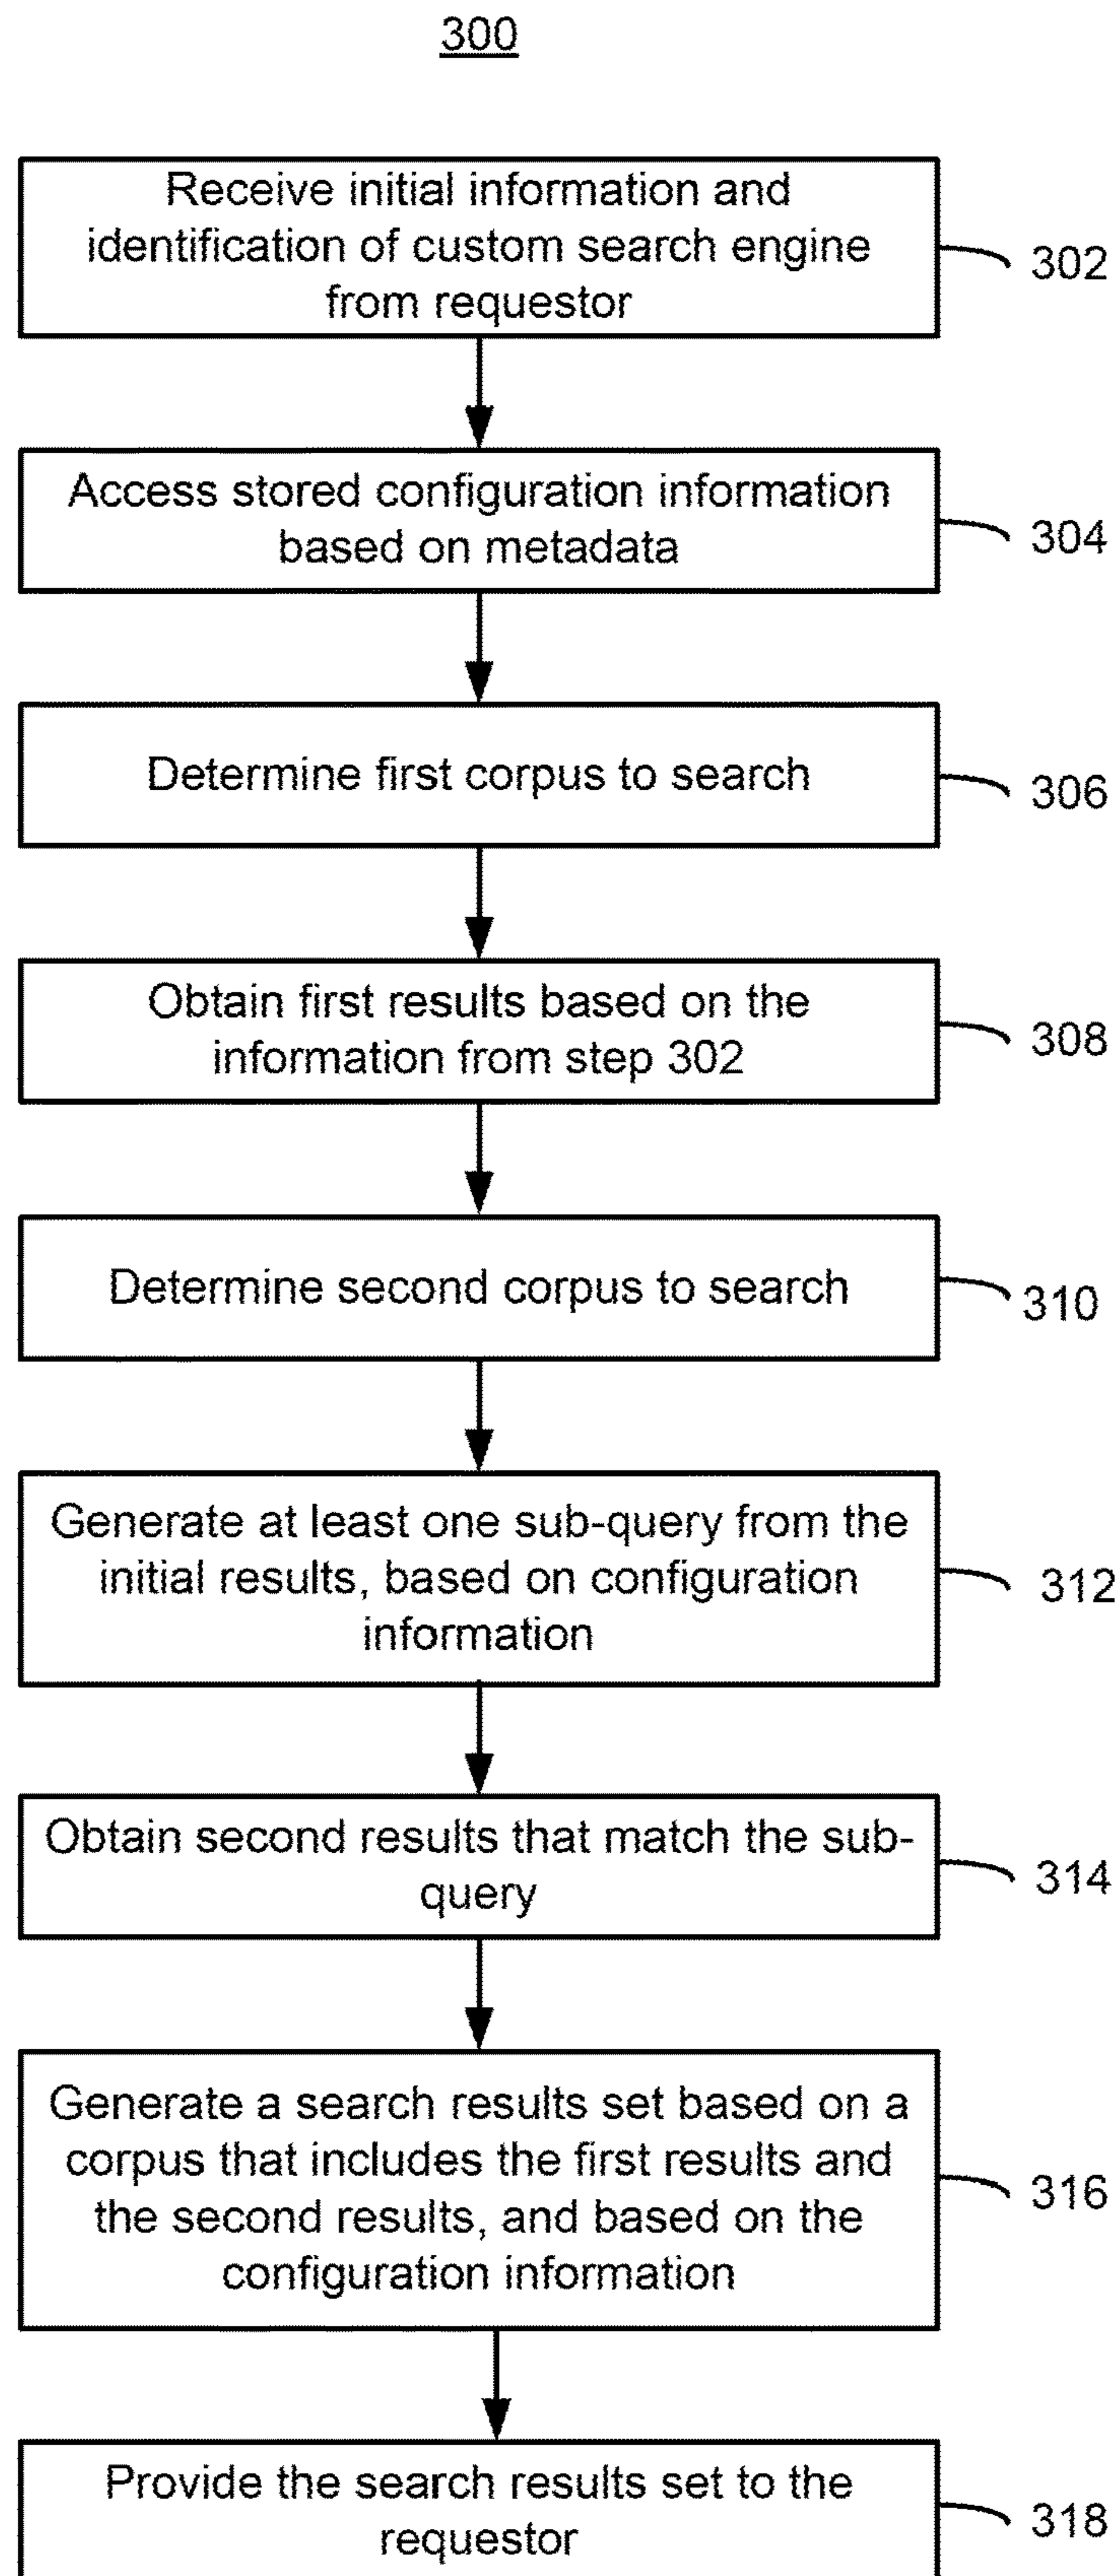 300
Receive initial information and
identification of custom search engine
from requestor
302
Access stored configuration information
based on metadata
304
Determine first corpus to search
306
Obtain first results based on the
information from step 302
308
Determine second corpus to search
310
Generate at least one sub-query from the
initial results, based on configuration
information
312
Obtain second results that match the sub-
query
314
Generate a search results set based on a
corpus that includes the first results and
the second results, and based on the
configuration information
316
Provide the search results set to the
requestor
318